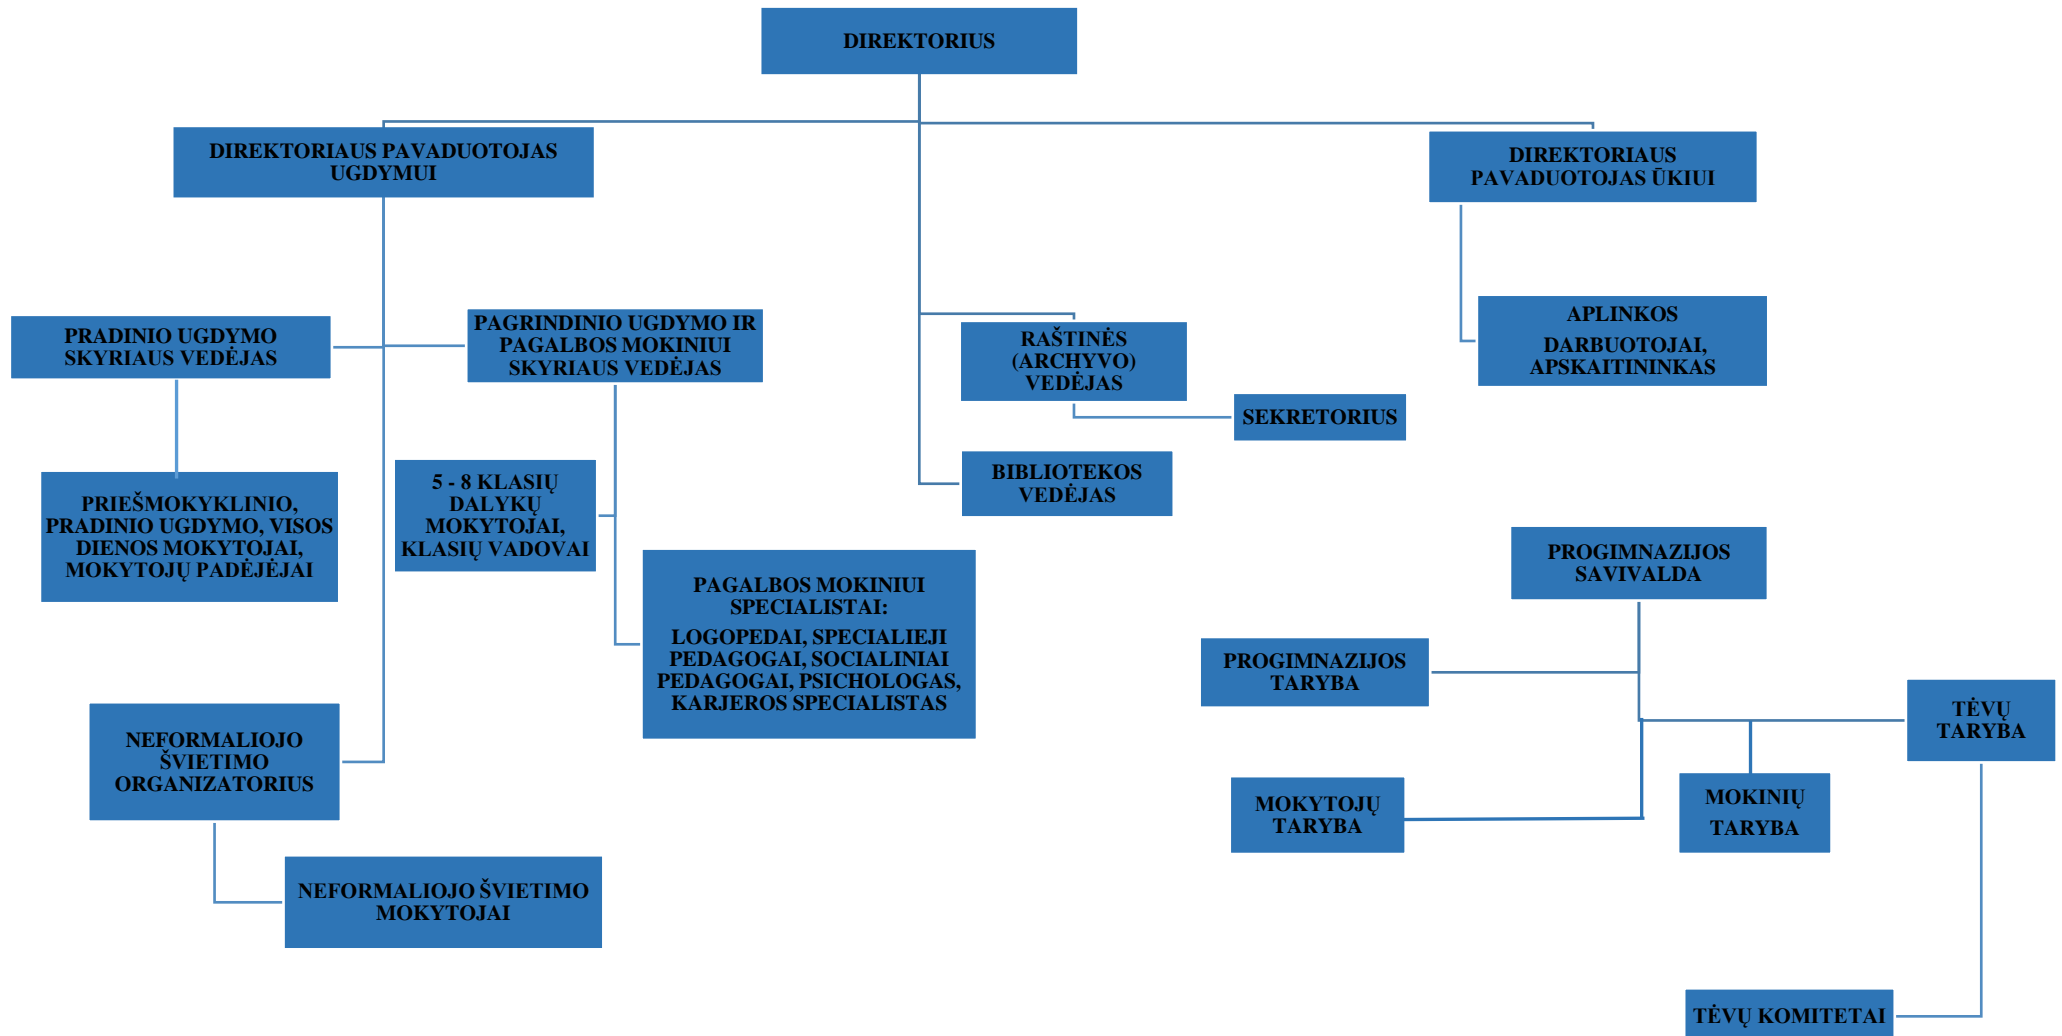 DIREKTORIUS
DIREKTORIAUS PAVADUOTOJAS
UGDYMUI
DIREKTORIAUS
PAVADUOTOJAS ŪKIUI
PRADINIO UGDYMO
SKYRIAUS VEDĖJAS
PAGRINDINIO UGDYMO IR
PAGALBOS MOKINIUI
SKYRIAUS VEDĖJAS
RAŠTINĖS
(ARCHYVO)
VEDĖJAS
APLINKOS
DARBUOTOJAI,
APSKAITININKAS
SEKRETORIUS
BIBLIOTEKOS
VEDĖJAS
PRIEŠMOKYKLINIO,
PRADINIO UGDYMO, VISOS
DIENOS MOKYTOJAI,
MOKYTOJŲ PADĖJĖJAI
5 - 8 KLASIŲ
DALYKŲ
MOKYTOJAI,
KLASIŲ VADOVAI
PAGALBOS MOKINIUI
SPECIALISTAI:
LOGOPEDAI, SPECIALIEJI
PEDAGOGAI, SOCIALINIAI
PEDAGOGAI, PSICHOLOGAS,
KARJEROS SPECIALISTAS
NEFORMALIOJO
ŠVIETIMO
ORGANIZATORIUS
NEFORMALIOJO ŠVIETIMO
MOKYTOJAI
PROGIMNAZIJOS
SAVIVALDA
PROGIMNAZIJOS
TARYBA
TĖVŲ
TARYBA
MOKYTOJŲ
TARYBA
MOKINIŲ
TARYBA
TĖVŲ KOMITETAI